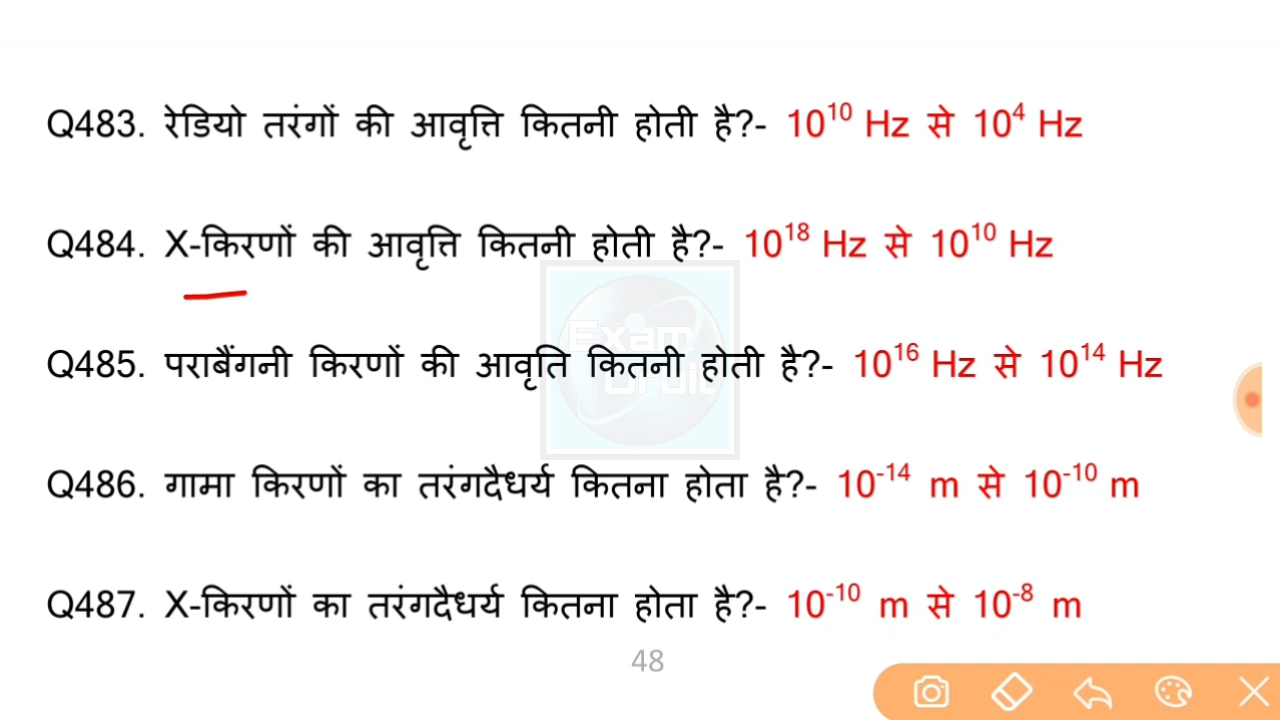 Q483. रेडियो तरंगों की आवृत्ति कितनी होती है?- 10¹⁰ Hz से 10⁴ Hz
Q484. X-किरणों की आवृत्ति कितनी होती है?- 10¹⁸ Hz से 10¹⁰ Hz
Exam
Q485. पराबैंगनी किरणों की आवृति कितनी होती है?- 10¹⁶ Hz से 10¹⁴ Hz
Orbit
Q486. गामा किरणों का तरंगदैधर्य कितना होता है?- 10⁻¹⁴ m से 10⁻¹⁰ m
Q487. X-किरणों का तरंगदैधर्य कितना होता है?- 10⁻¹⁰ m से 10⁻⁸ m
48